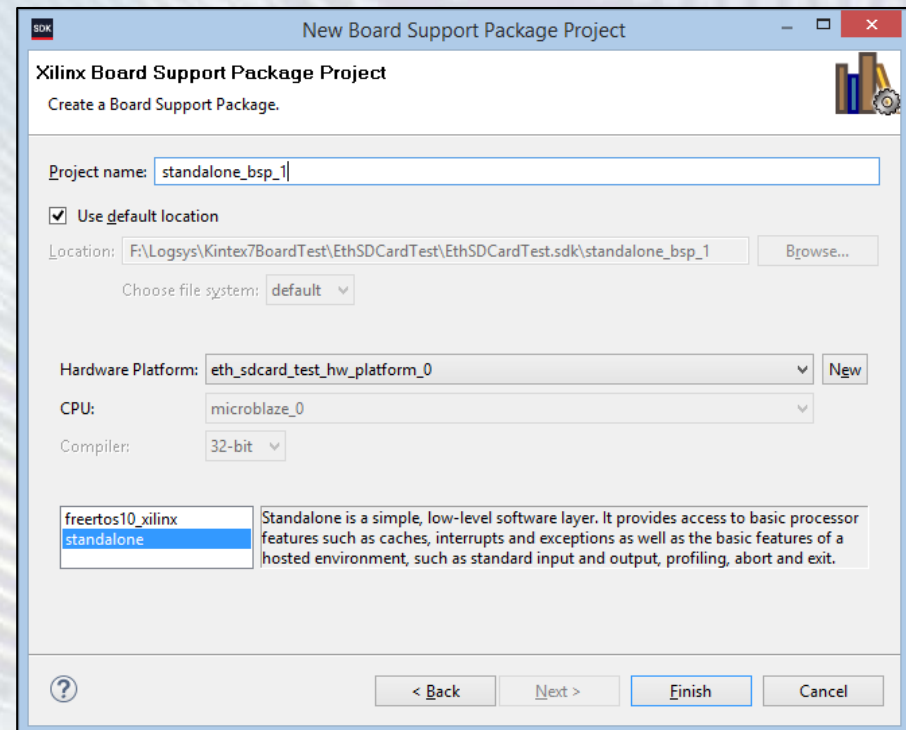 SDK
New Board Support Package Project
Xilinx Board Support Package Project
Create a Board Support Package.
Project name: standalone_bsp_1
Use default location
Location: F:\Logsys\Kintex7BoardTest\EthSDCardTest\EthSDCardTest.sdk\standalone_bsp_1 Browse...
Choose file system: default
Hardware Platform: eth_sdcard_test_hw_platform_0 New
CPU: microblaze_0
Compiler: 32-bit
freertos10_xilinx
standalone
Standalone is a simple, low-level software layer. It provides access to basic processor
features such as caches, interrupts and exceptions as well as the basic features of a
hosted environment, such as standard input and output, profiling, abort and exit.
? < Back Next > Finish Cancel